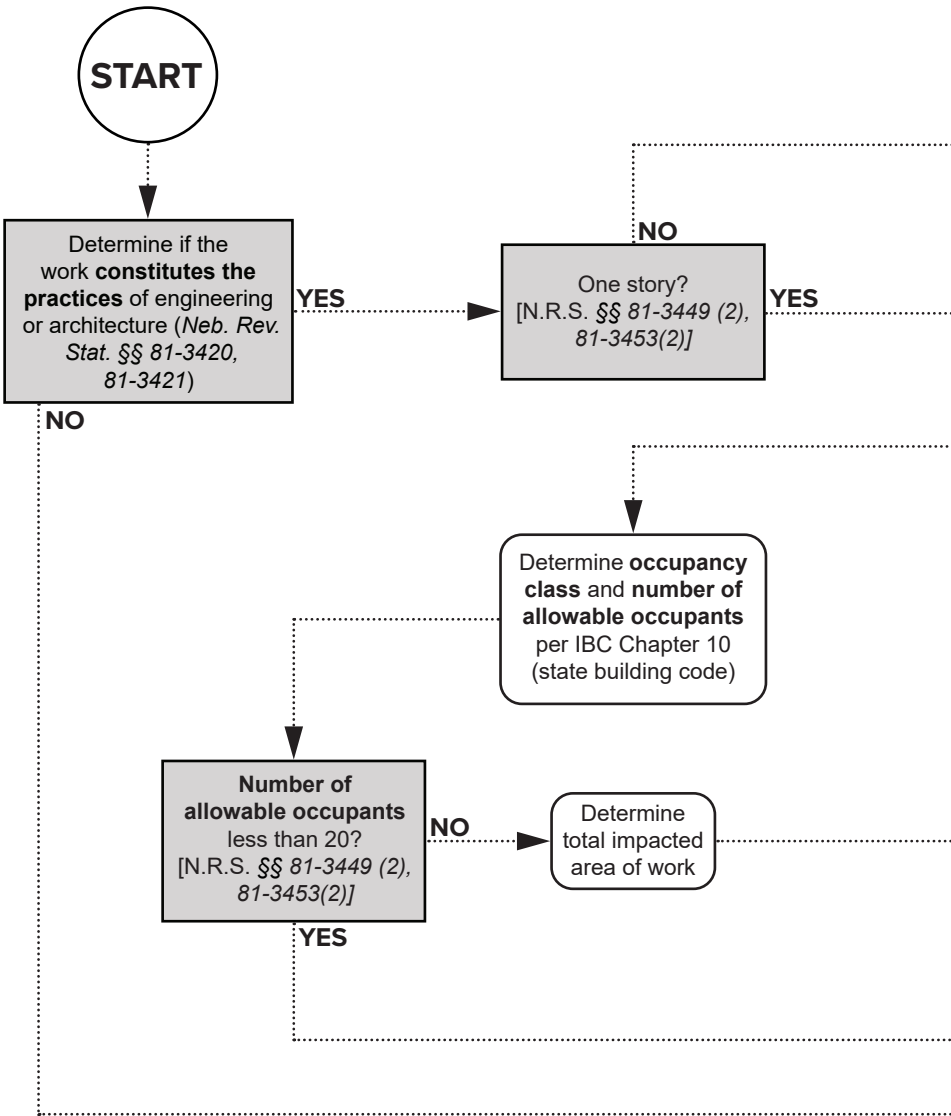 START
Determine if the
work constitutes the
practices of engineering
or architecture (Neb. Rev.
Stat. §§ 81-3420,
81-3421)
YES
NO
One story?
[N.R.S. §§ 81-3449 (2),
81-3453(2)]
NO
YES
Determine occupancy
class and number of
allowable occupants
per IBC Chapter 10
(state building code)
Number of
allowable occupants
less than 20?
[N.R.S. §§ 81-3449 (2),
81-3453(2)]
NO
YES
Determine
total impacted
area of work